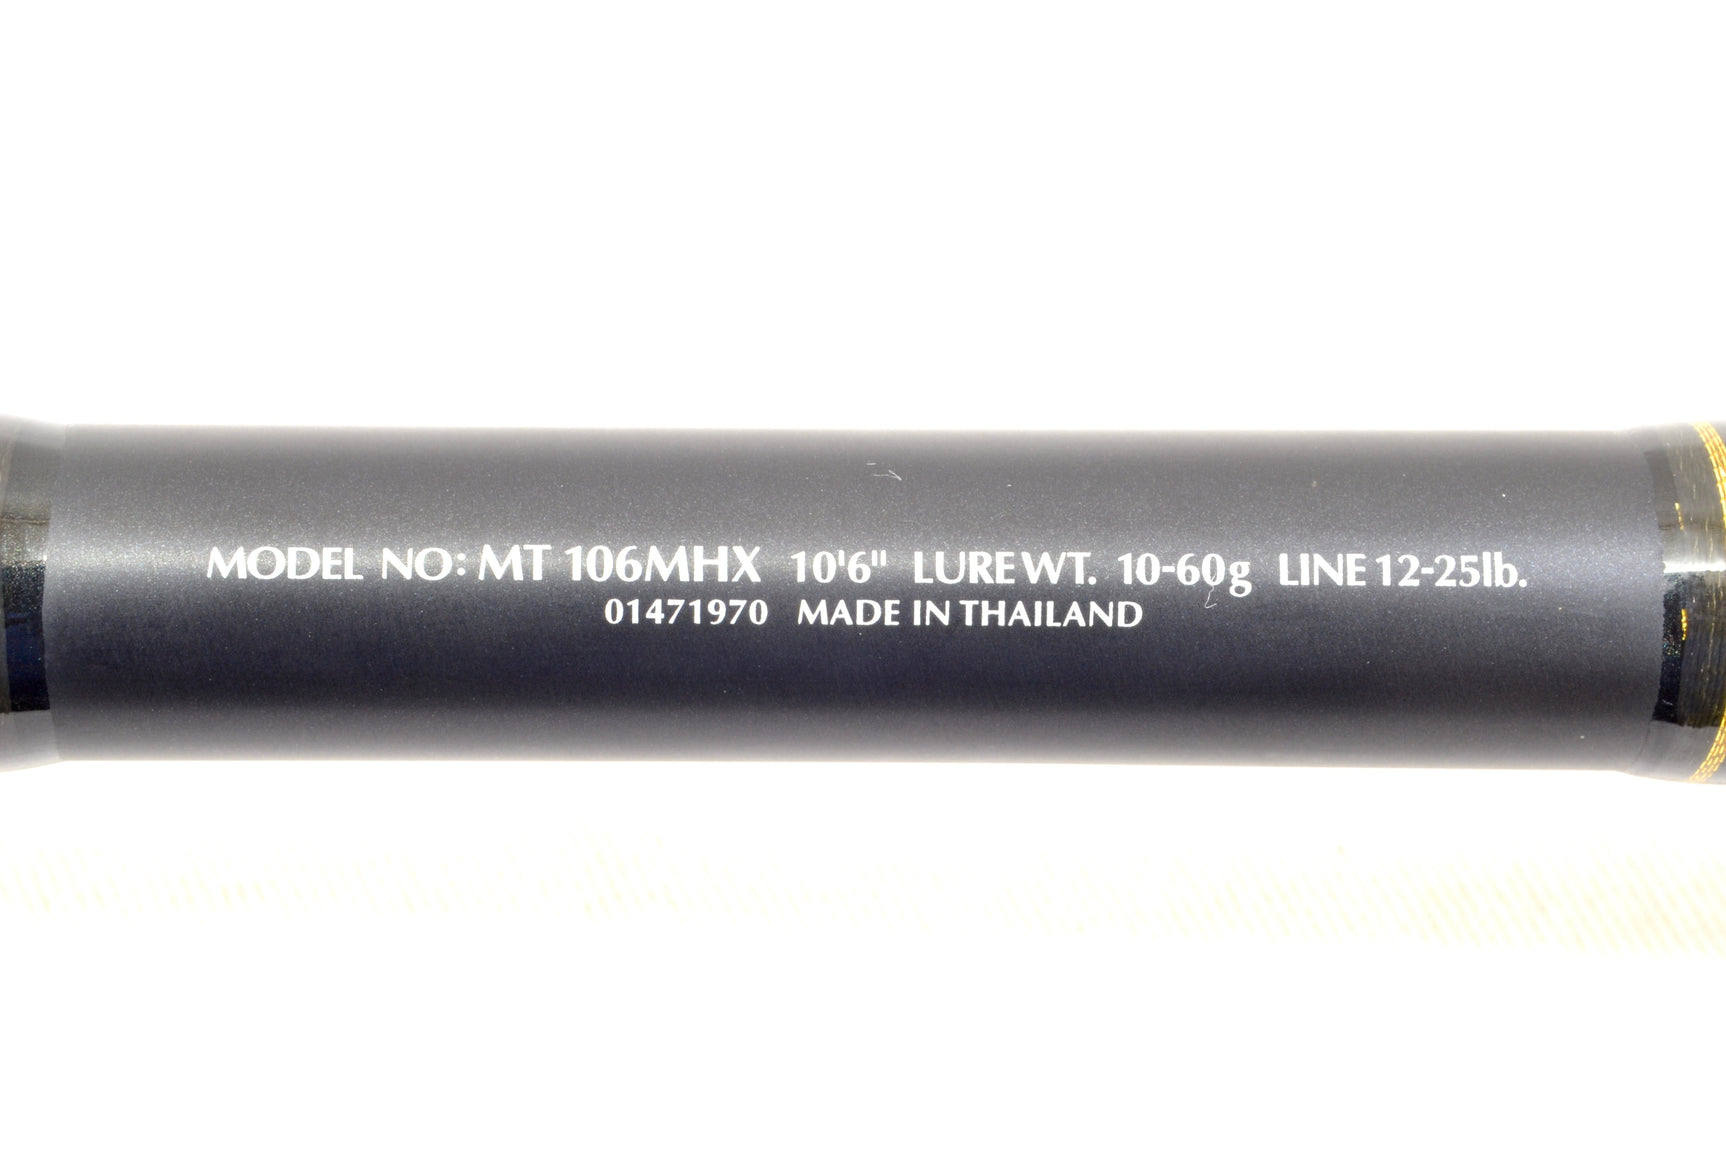 MODEL NO: MT 106MHX 10'6" LURE WT. 10-60g LINE 12-25lb.
01471970 MADE IN THAILAND